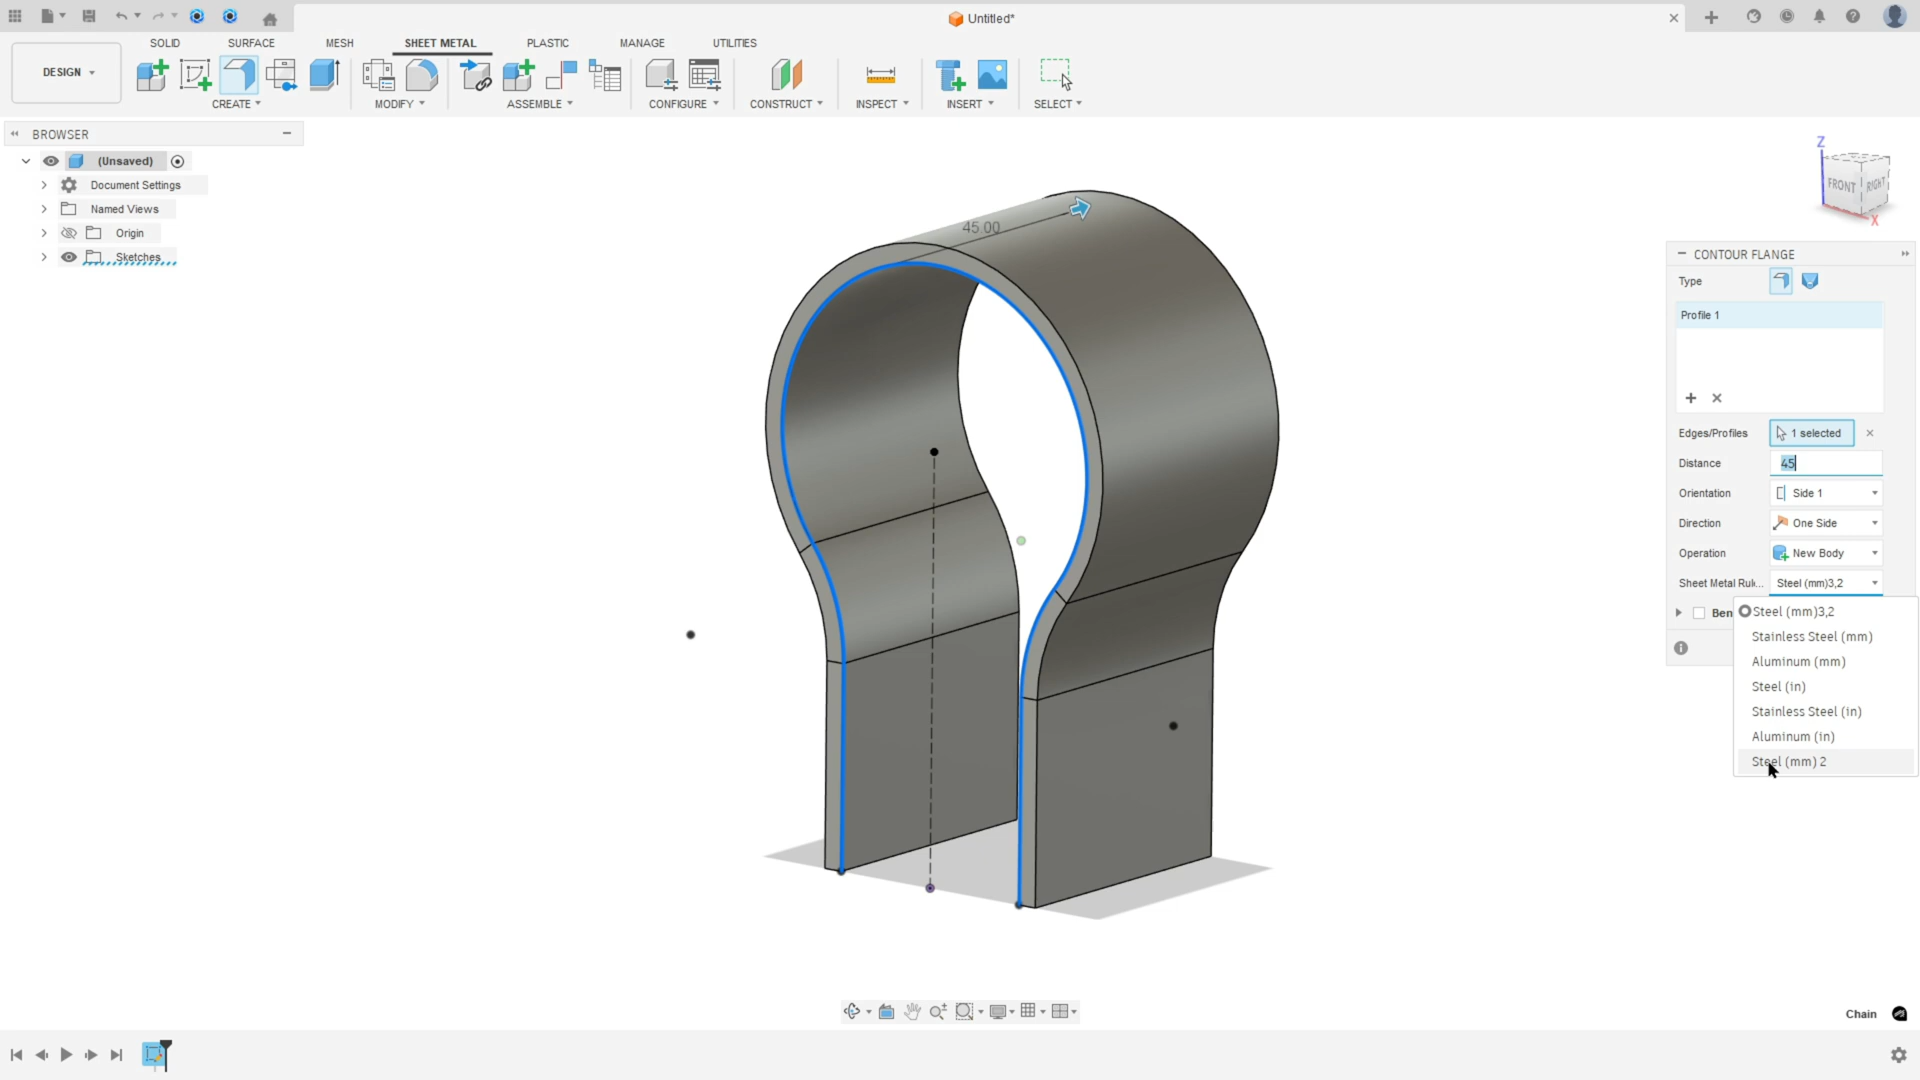 Untitled*
SOLID
SURFACE
MESH
SHEET METAL
PLASTIC
MANAGE
UTILITIES
DESIGN
CREATE
MODIFY
ASSEMBLE
CONFIGURE
CONSTRUCT
INSPECT
INSERT
SELECT
BROWSER
(Unsaved)
Document Settings
Named Views
Origin
Sketches
45.00
Z
FRONT
RIGHT
X
CONTOUR FLANGE
Type
Profile 1
Edges/Profiles
1 selected
Distance
45
Orientation
Side 1
Direction
One Side
Operation
New Body
Sheet Metal Rul...
Steel (mm)3,2
Steel (mm)3,2
Stainless Steel (mm)
Aluminum (mm)
Steel (in)
Stainless Steel (in)
Aluminum (in)
Steel (mm) 2
Chain